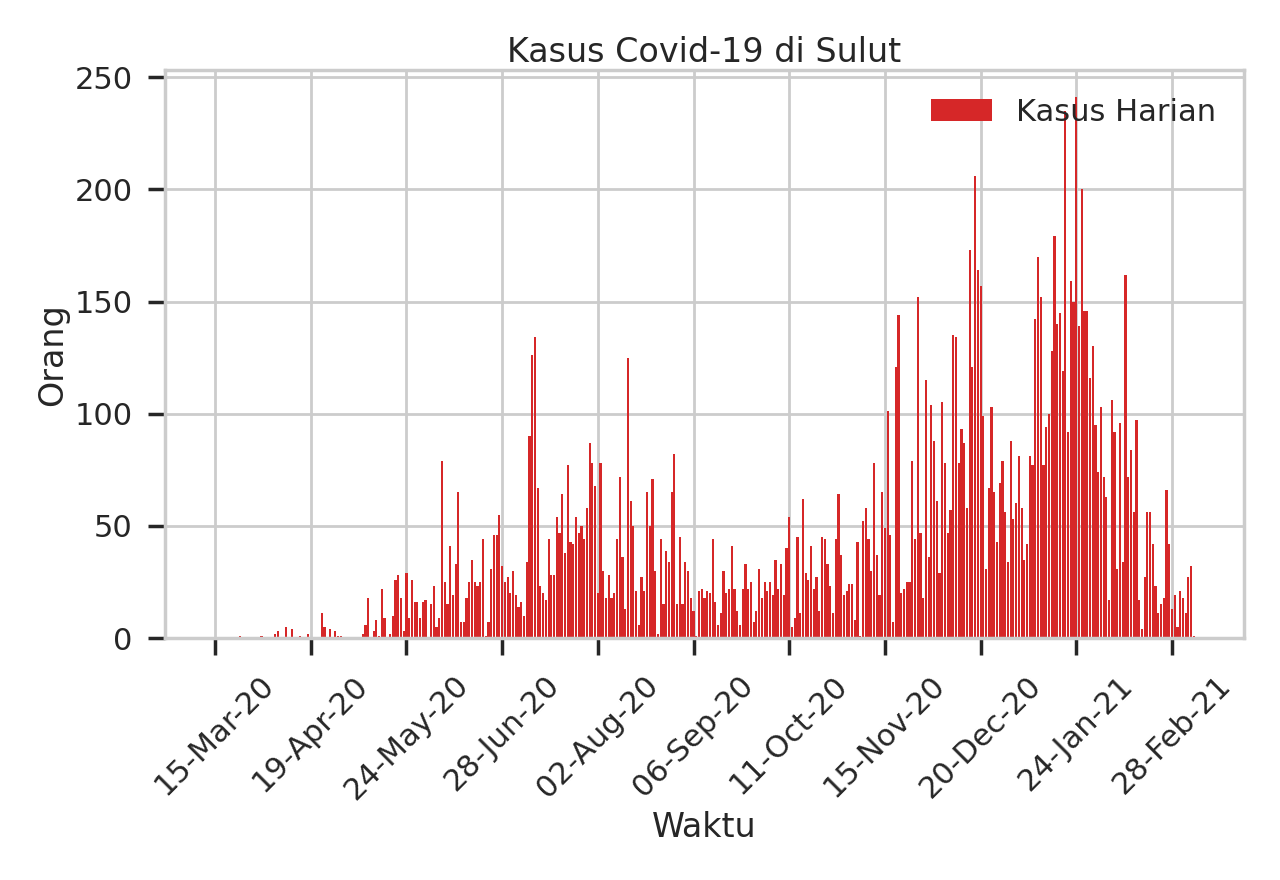 Kasus Covid-19 di Sulut
Kasus Harian
Orang
250
200
150
100
50
0
15-Mar-20
19-Apr-20
24-May-20
28-Jun-20
02-Aug-20
06-Sep-20
11-Oct-20
15-Nov-20
20-Dec-20
24-Jan-21
28-Feb-21
Waktu